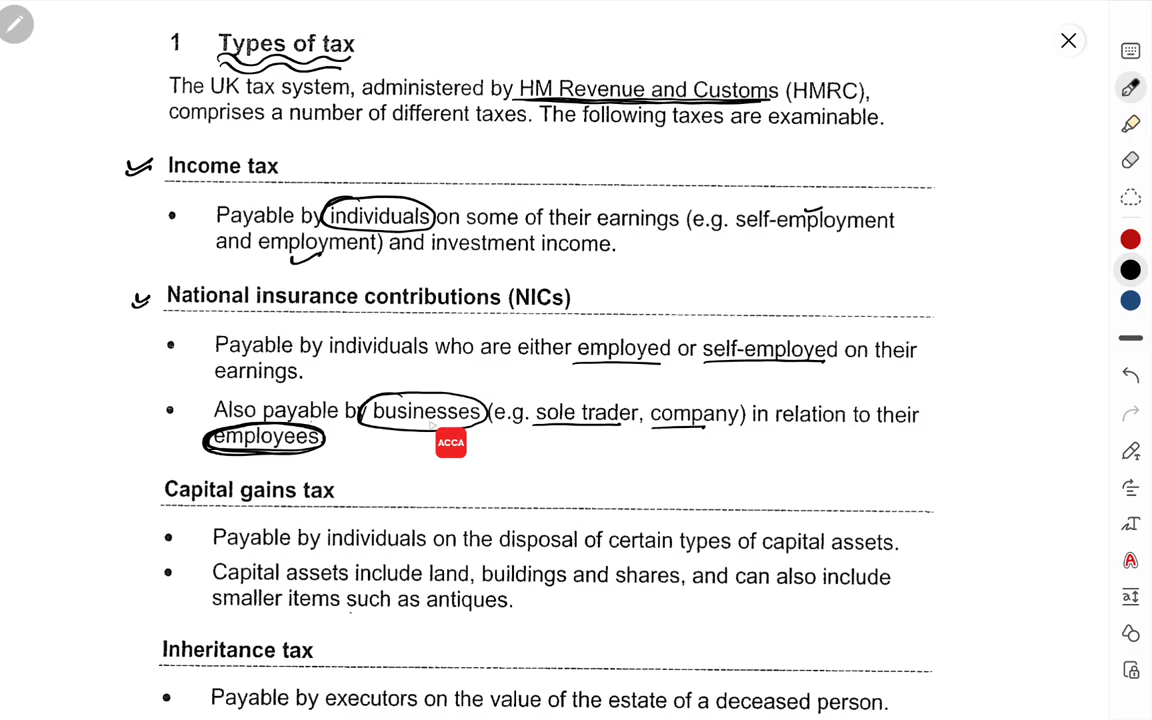 1 Types of tax
The UK tax system, administered by HM Revenue and Customs (HMRC),
comprises a number of different taxes. The following taxes are examinable.
Income tax
• Payable by individuals on some of their earnings (e.g. self-employment
and employment) and investment income.
National insurance contributions (NICs)
• Payable by individuals who are either employed or self-employed on their
earnings.
• Also payable by businesses (e.g. sole trader, company) in relation to their
employees.
ACCA
Capital gains tax
• Payable by individuals on the disposal of certain types of capital assets.
• Capital assets include land, buildings and shares, and can also include
smaller items such as antiques.
Inheritance tax
• Payable by executors on the value of the estate of a deceased person.